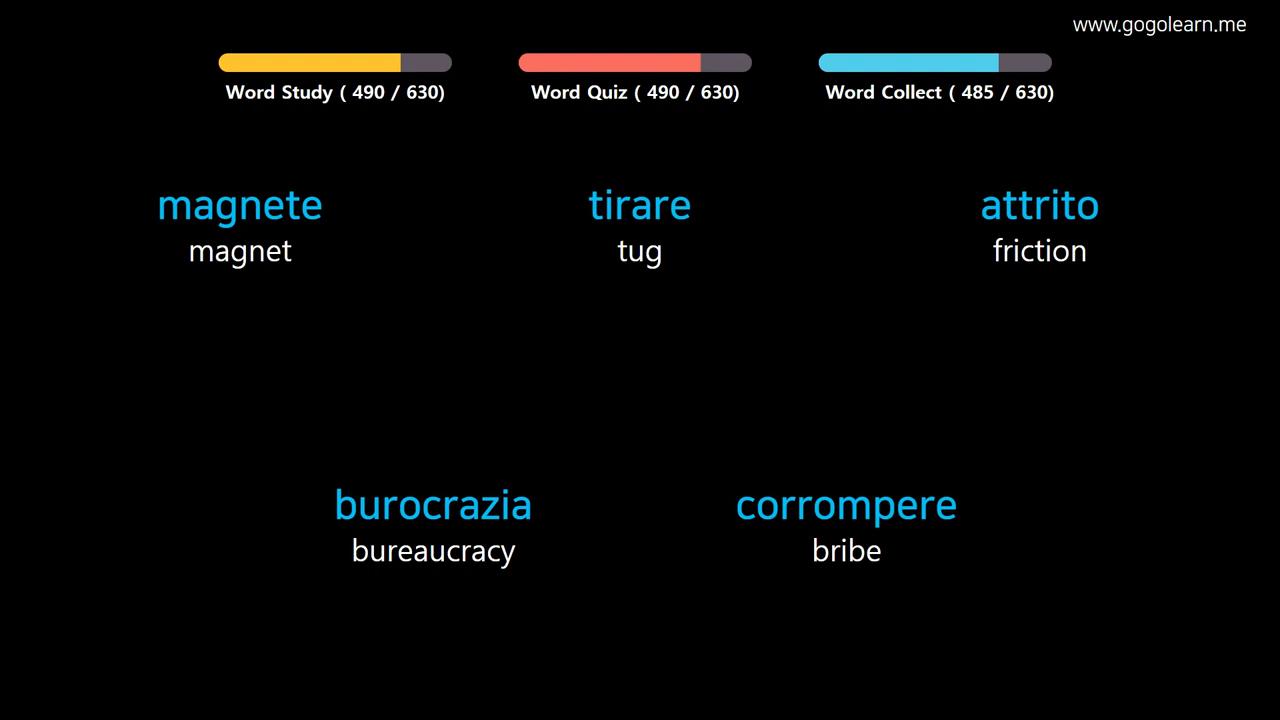 www.gogolearn.me
Word Study ( 490 / 630)
Word Quiz ( 490 / 630)
Word Collect ( 485 / 630)
magnete
magnet
tirare
tug
attrito
friction
burocrazia
bureaucracy
corrompere
bribe